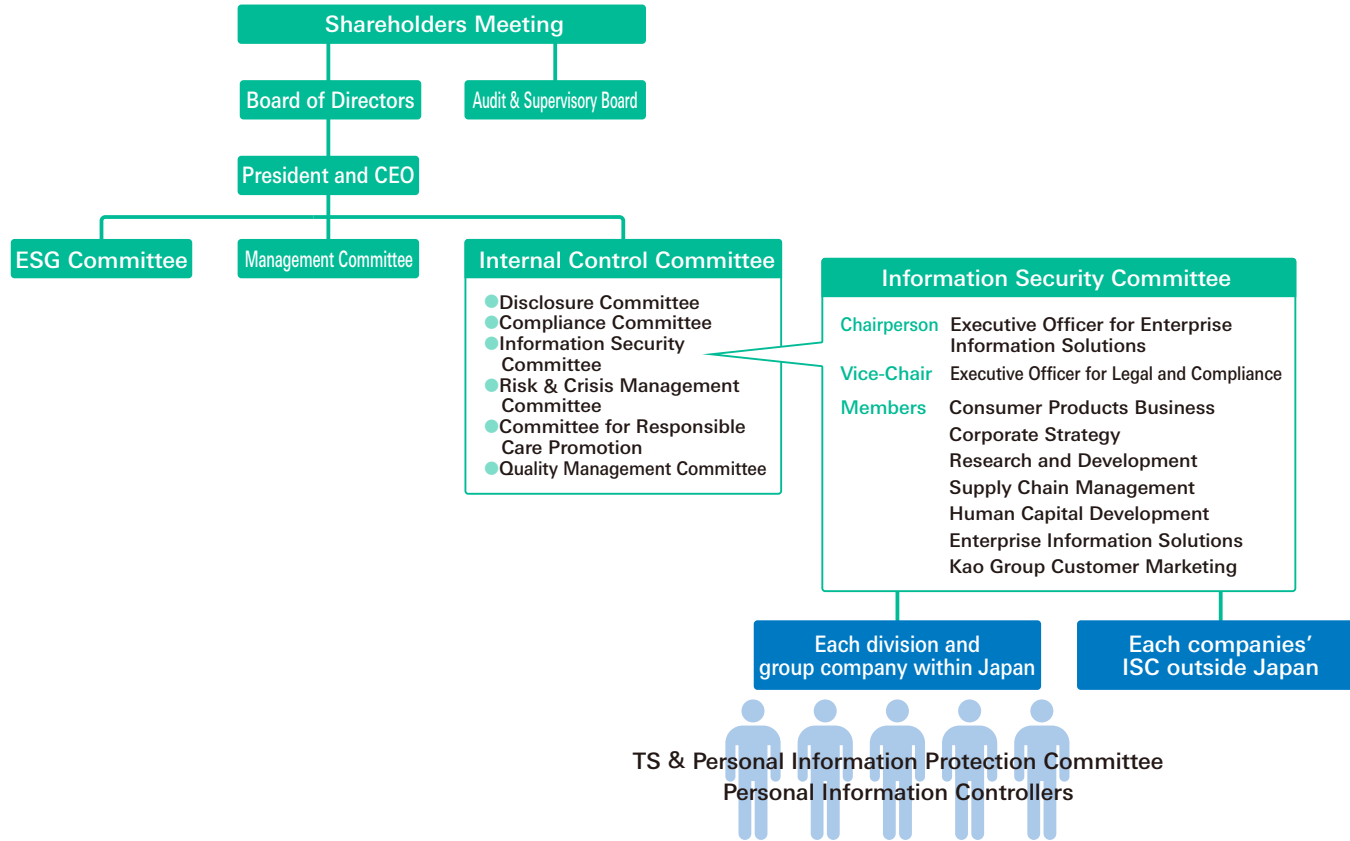 Shareholders Meeting
Board of Directors
Audit & Supervisory Board
President and CEO
ESG Committee
Management Committee
Internal Control Committee
●Disclosure Committee
●Compliance Committee
●Information Security
Committee
●Risk & Crisis Management
Committee
●Committee for Responsible
Care Promotion
●Quality Management Committee
Information Security Committee
Chairperson Executive Officer for Enterprise
Information Solutions
Vice-Chair Executive Officer for Legal and Compliance
Members Consumer Products Business
Corporate Strategy
Research and Development
Supply Chain Management
Human Capital Development
Enterprise Information Solutions
Kao Group Customer Marketing
Each division and
group company within Japan
Each companies’
ISC outside Japan
TS & Personal Information Protection Committee
Personal Information Controllers